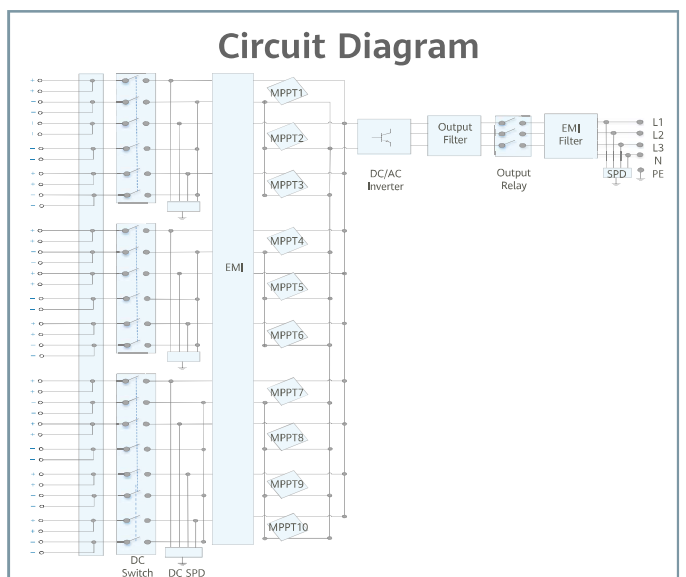 Circuit Diagram
MPPT1
MPPT2
MPPT3
MPPT4
MPPT5
MPPT6
MPPT7
MPPT8
MPPT9
MPPT10
EMI
DC
Switch
DC SPD
DC/AC
Inverter
Output
Filter
Output
Relay
EMI
Filter
SPD
L1
L2
L3
N
PE